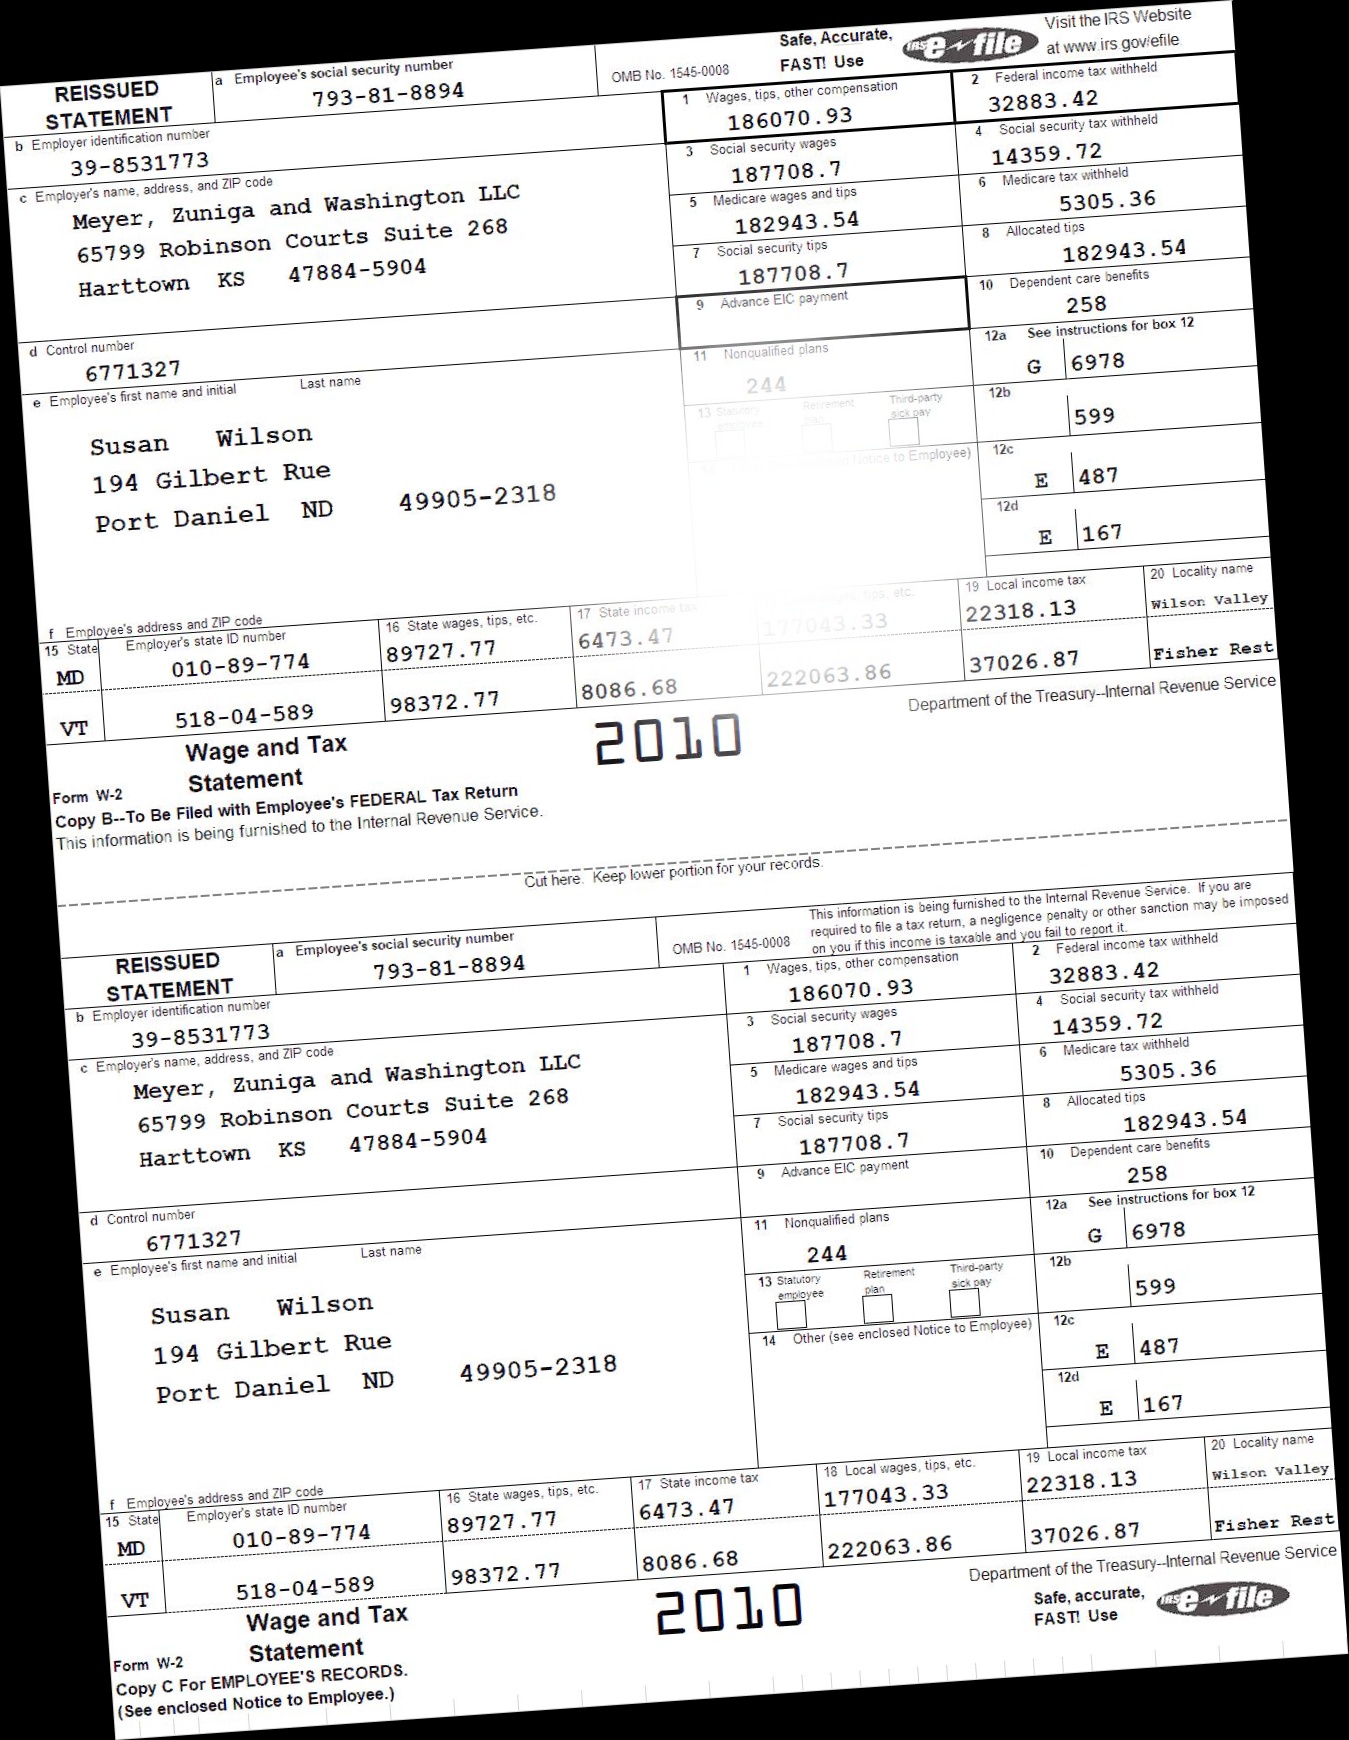 Safe, Accurate,
FAST! Use
IRS e-file
Visit the IRS Website
at www.irs.gov/efile
REISSUED
STATEMENT
a Employee's social security number
793-81-8894
OMB No. 1545-0008
1 Wages, tips, other compensation
186070.93
2 Federal income tax withheld
32883.42
b Employer identification number
39-8531773
3 Social security wages
187708.7
4 Social security tax withheld
14359.72
c Employer's name, address, and ZIP code
Meyer, Zuniga and Washington LLC
65799 Robinson Courts Suite 268
Harttown KS 47884-5904
5 Medicare wages and tips
182943.54
6 Medicare tax withheld
5305.36
7 Social security tips
187708.7
8 Allocated tips
182943.54
9 Advance EIC payment
10 Dependent care benefits
258
d Control number
6771327
11 Nonqualified plans
244
12a See instructions for box 12
G 6978
e Employee's first name and initial Last name
Susan Wilson
194 Gilbert Rue
Port Daniel ND 49905-2318
13 Statutory employee
Retirement plan
Third-party sick pay
12b
599
Notice to Employee)
12c
E 487
12d
E 167
f Employee's address and ZIP code
15 State Employer's state ID number
16 State wages, tips, etc.
17 State income tax
tips, etc.
19 Local income tax
20 Locality name
MD 010-89-774 89727.77 6473.47 177043.33 22318.13 Wilson Valley
VT 518-04-589 98372.77 8086.68 222063.86 37026.87 Fisher Rest
Wage and Tax
Statement
Form W-2
2010
Department of the Treasury--Internal Revenue Service
Copy B--To Be Filed with Employee's FEDERAL Tax Return
This information is being furnished to the Internal Revenue Service.
Cut here. Keep lower portion for your records.
This information is being furnished to the Internal Revenue Service. If you are
required to file a tax return, a negligence penalty or other sanction may be imposed
on you if this income is taxable and you fail to report it.
REISSUED
STATEMENT
a Employee's social security number
793-81-8894
OMB No. 1545-0008
1 Wages, tips, other compensation
186070.93
2 Federal income tax withheld
32883.42
b Employer identification number
39-8531773
3 Social security wages
187708.7
4 Social security tax withheld
14359.72
c Employer's name, address, and ZIP code
Meyer, Zuniga and Washington LLC
65799 Robinson Courts Suite 268
Harttown KS 47884-5904
5 Medicare wages and tips
182943.54
6 Medicare tax withheld
5305.36
7 Social security tips
187708.7
8 Allocated tips
182943.54
9 Advance EIC payment
10 Dependent care benefits
258
d Control number
6771327
11 Nonqualified plans
244
12a See instructions for box 12
G 6978
e Employee's first name and initial Last name
Susan Wilson
194 Gilbert Rue
Port Daniel ND 49905-2318
13 Statutory employee
Retirement plan
Third-party sick pay
12b
599
14 Other (see enclosed Notice to Employee)
12c
E 487
12d
E 167
f Employee's address and ZIP code
15 State Employer's state ID number
16 State wages, tips, etc.
17 State income tax
18 Local wages, tips, etc.
19 Local income tax
20 Locality name
MD 010-89-774 89727.77 6473.47 177043.33 22318.13 Wilson Valley
VT 518-04-589 98372.77 8086.68 222063.86 37026.87 Fisher Rest
Wage and Tax
Statement
Form W-2
2010
Department of the Treasury--Internal Revenue Service
Safe, accurate,
FAST! Use
IRS e-file
Copy C For EMPLOYEE'S RECORDS.
(See enclosed Notice to Employee.)